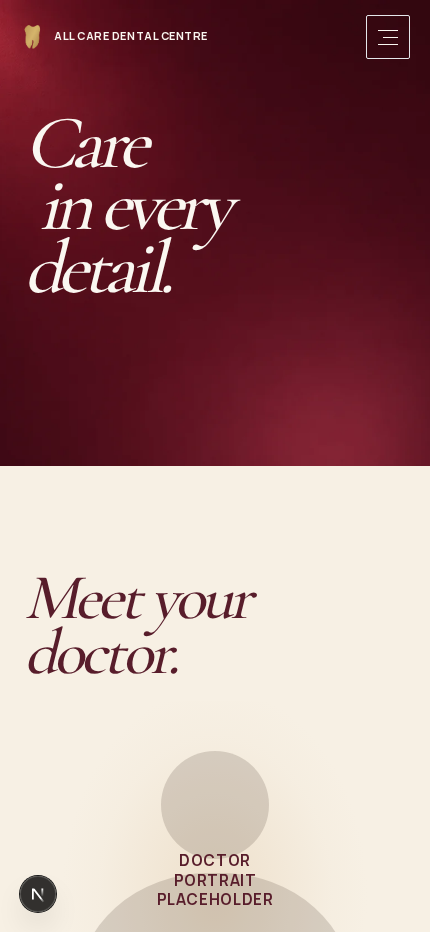 ALL CARE DENTAL CENTRE
Care
in every
detail.
Meet your
doctor.
DOCTOR
PORTRAIT
PLACEHOLDER
N